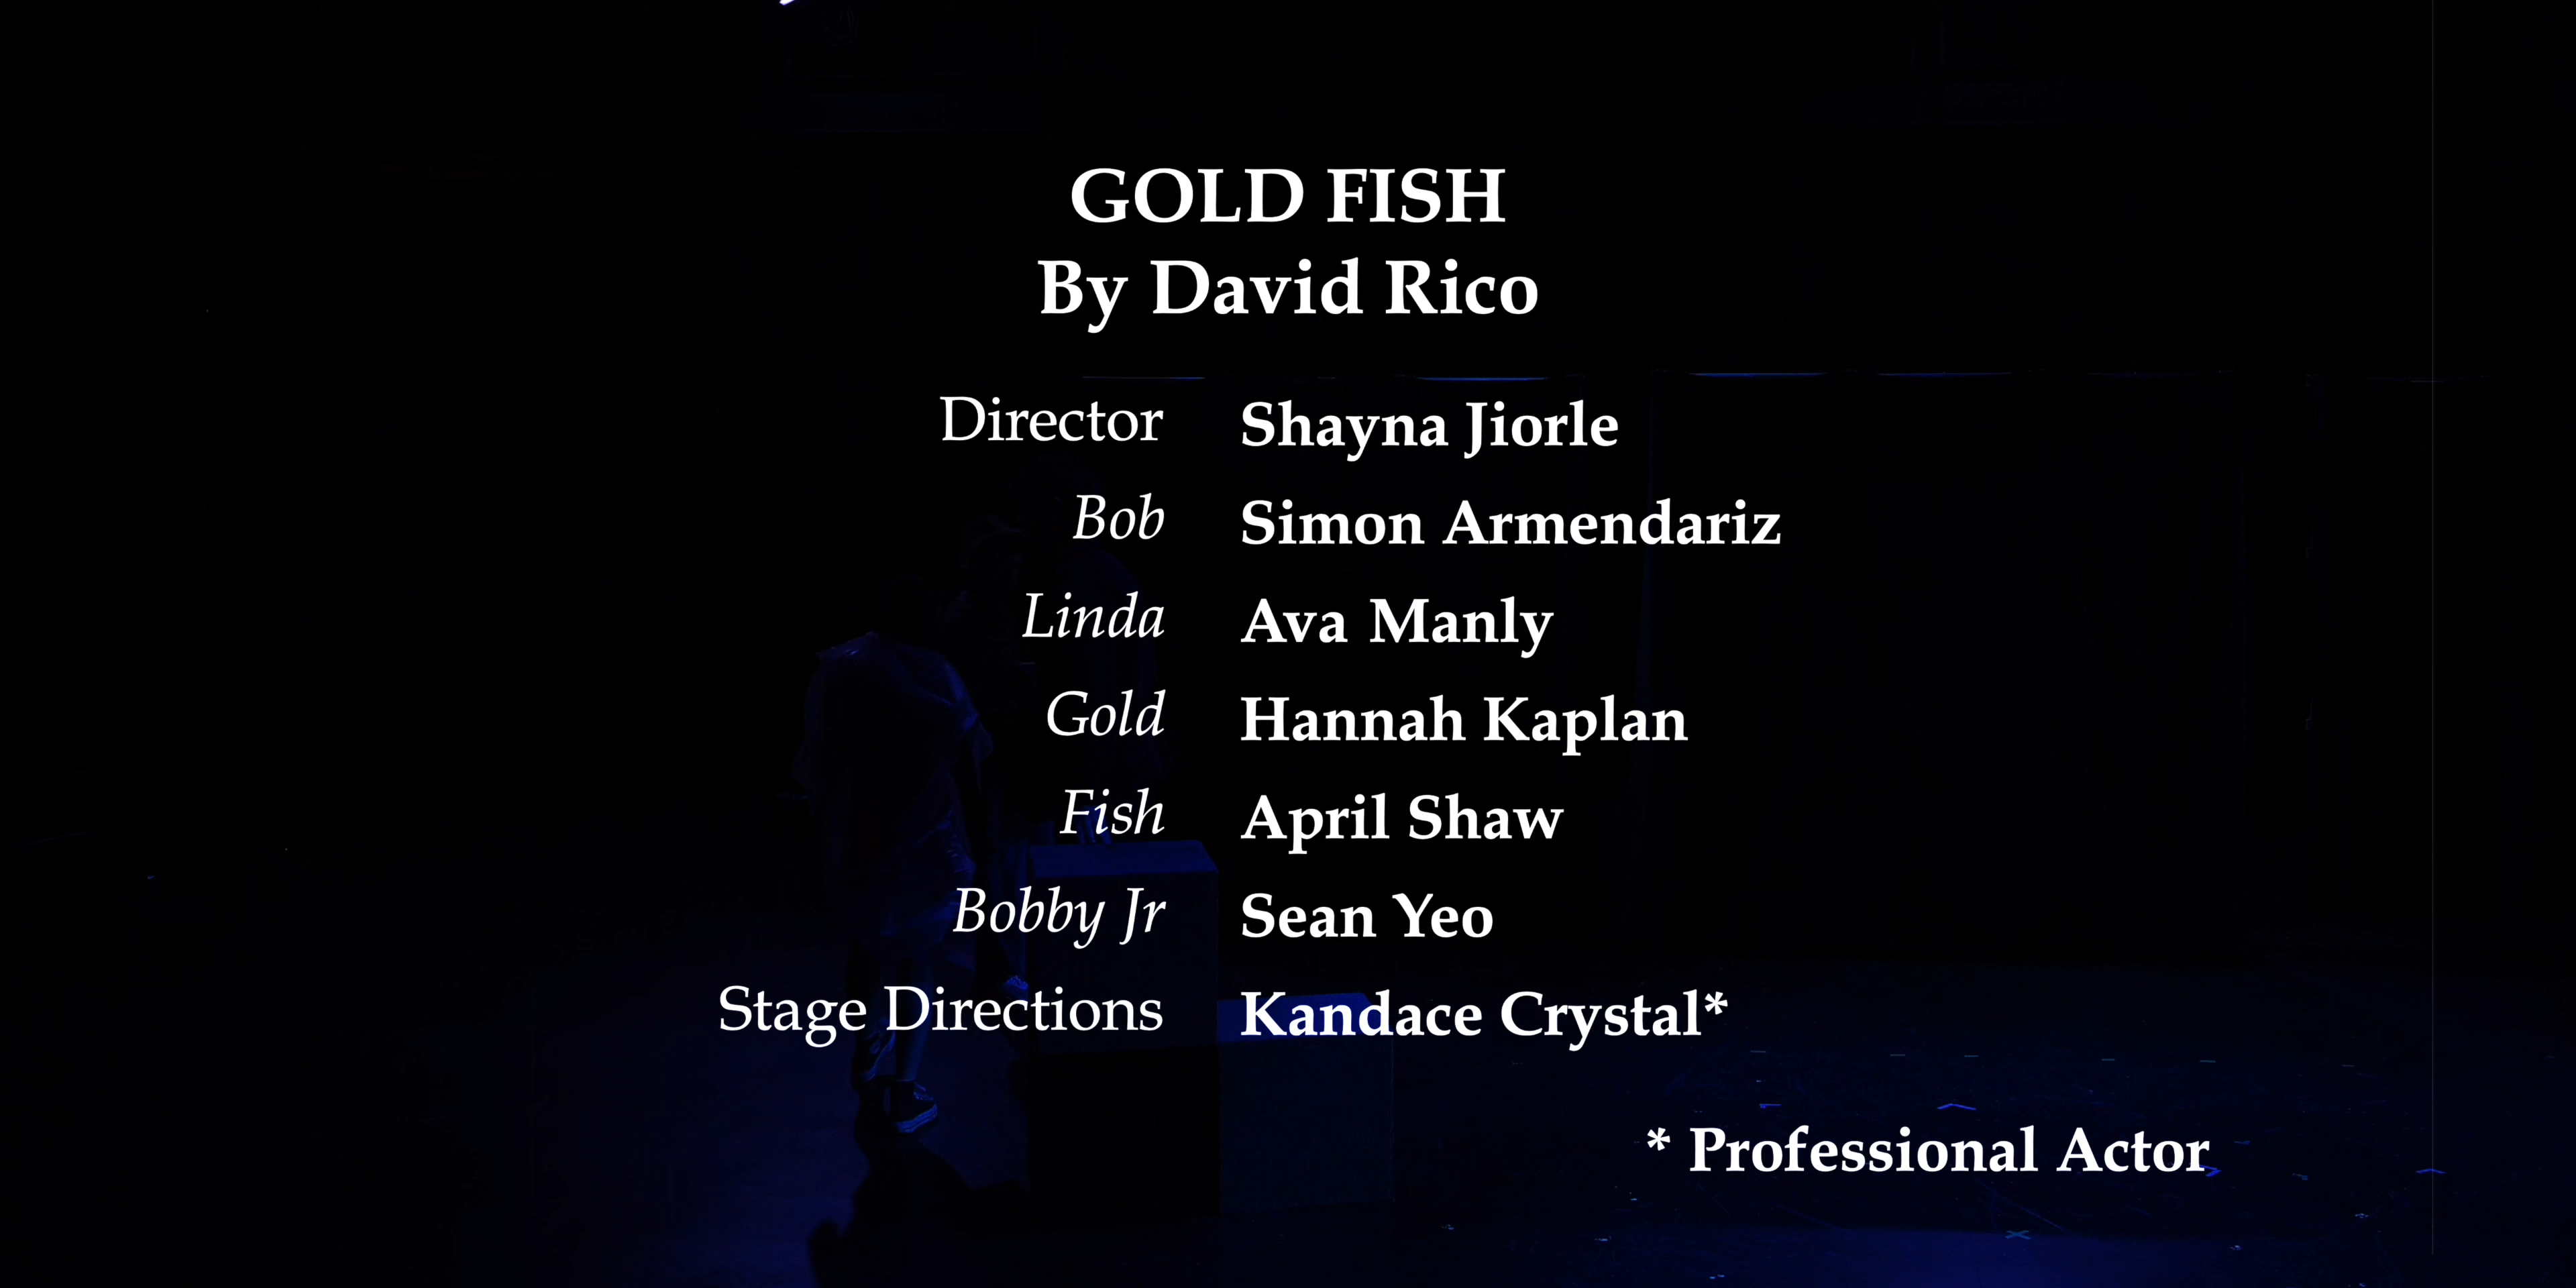 GOLD FISH
By David Rico
Director Shayna Jiorle
Bob Simon Armendariz
Linda Ava Manly
Gold Hannah Kaplan
Fish April Shaw
Bobby Jr Sean Yeo
Stage Directions Kandace Crystal*
* Professional Actor